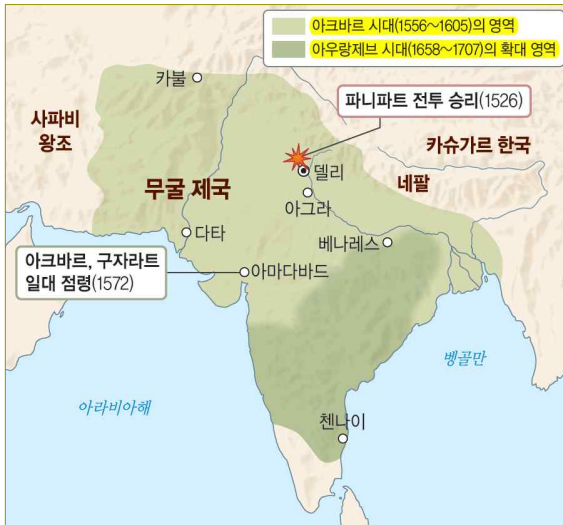 아크바르 시대(1556~1605)의 영역
아우랑제브 시대(1658~1707)의 확대 영역
카불
파니파트 전투 승리(1526)
사파비
왕조
카슈가르 한국
무굴 제국
델리
네팔
아그라
다타
베나레스
아크바르, 구자라트
일대 점령(1572)
아마다바드
벵골만
아라비아해
첸나이